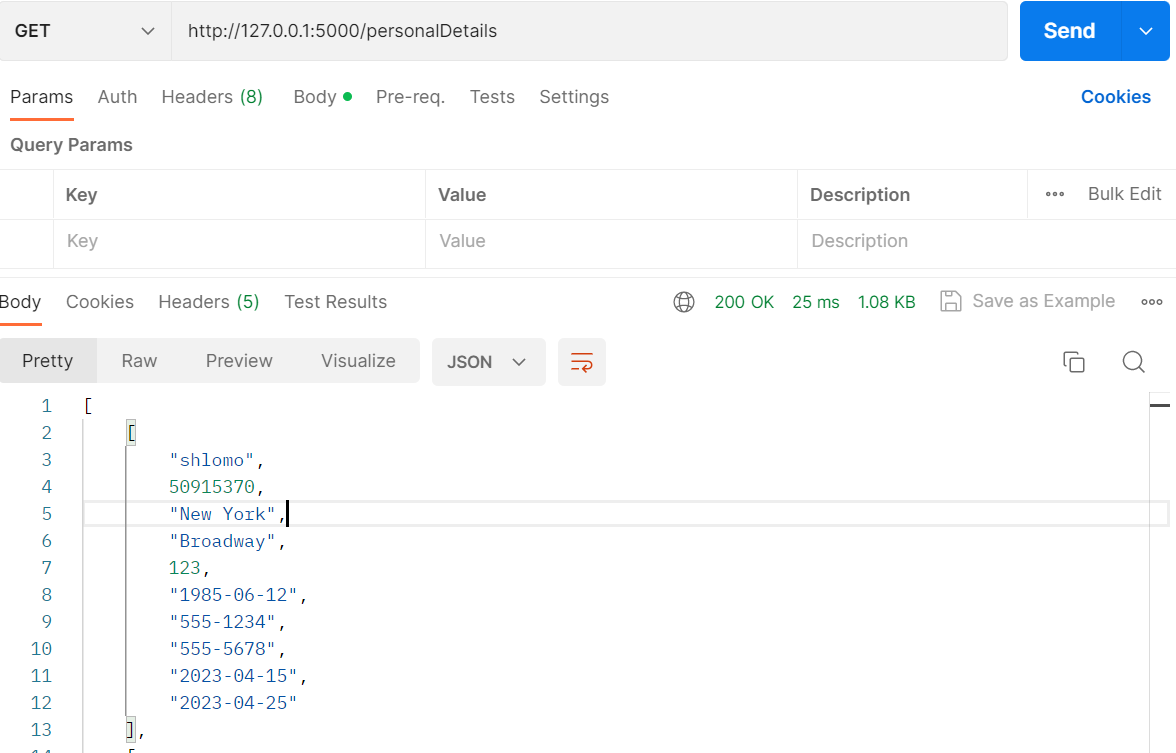 GET http://127.0.0.1:5000/personalDetails Send
Params Auth Headers (8) Body Pre-req. Tests Settings Cookies
Query Params
Key Value Description Bulk Edit
Key Value Description
Body Cookies Headers (5) Test Results 200 OK 25 ms 1.08 KB Save as Example
Pretty Raw Preview Visualize JSON
1 [
2 [
3 "shlomo",
4 50915370,
5 "New York",
6 "Broadway",
7 123,
8 "1985-06-12",
9 "555-1234",
10 "555-5678",
11 "2023-04-15",
12 "2023-04-25"
13 ],